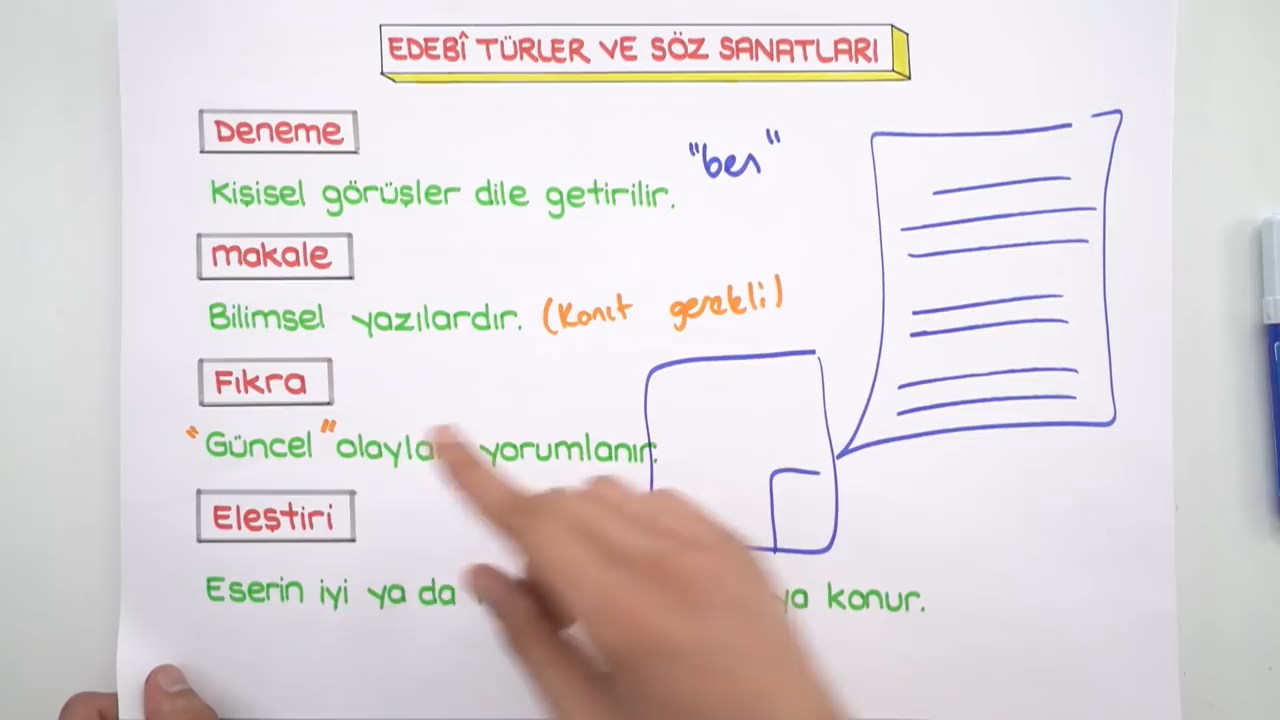 EDEBÎ TÜRLER VE SÖZ SANATLARI
Deneme
"ben"
Kişisel görüşler dile getirilir.
Makale
Bilimsel yazılardır. (Kanıt gerekli)
Fıkra
"Güncel" olaylar yorumlanır.
Eleştiri
Eserin iyi ya da konur.